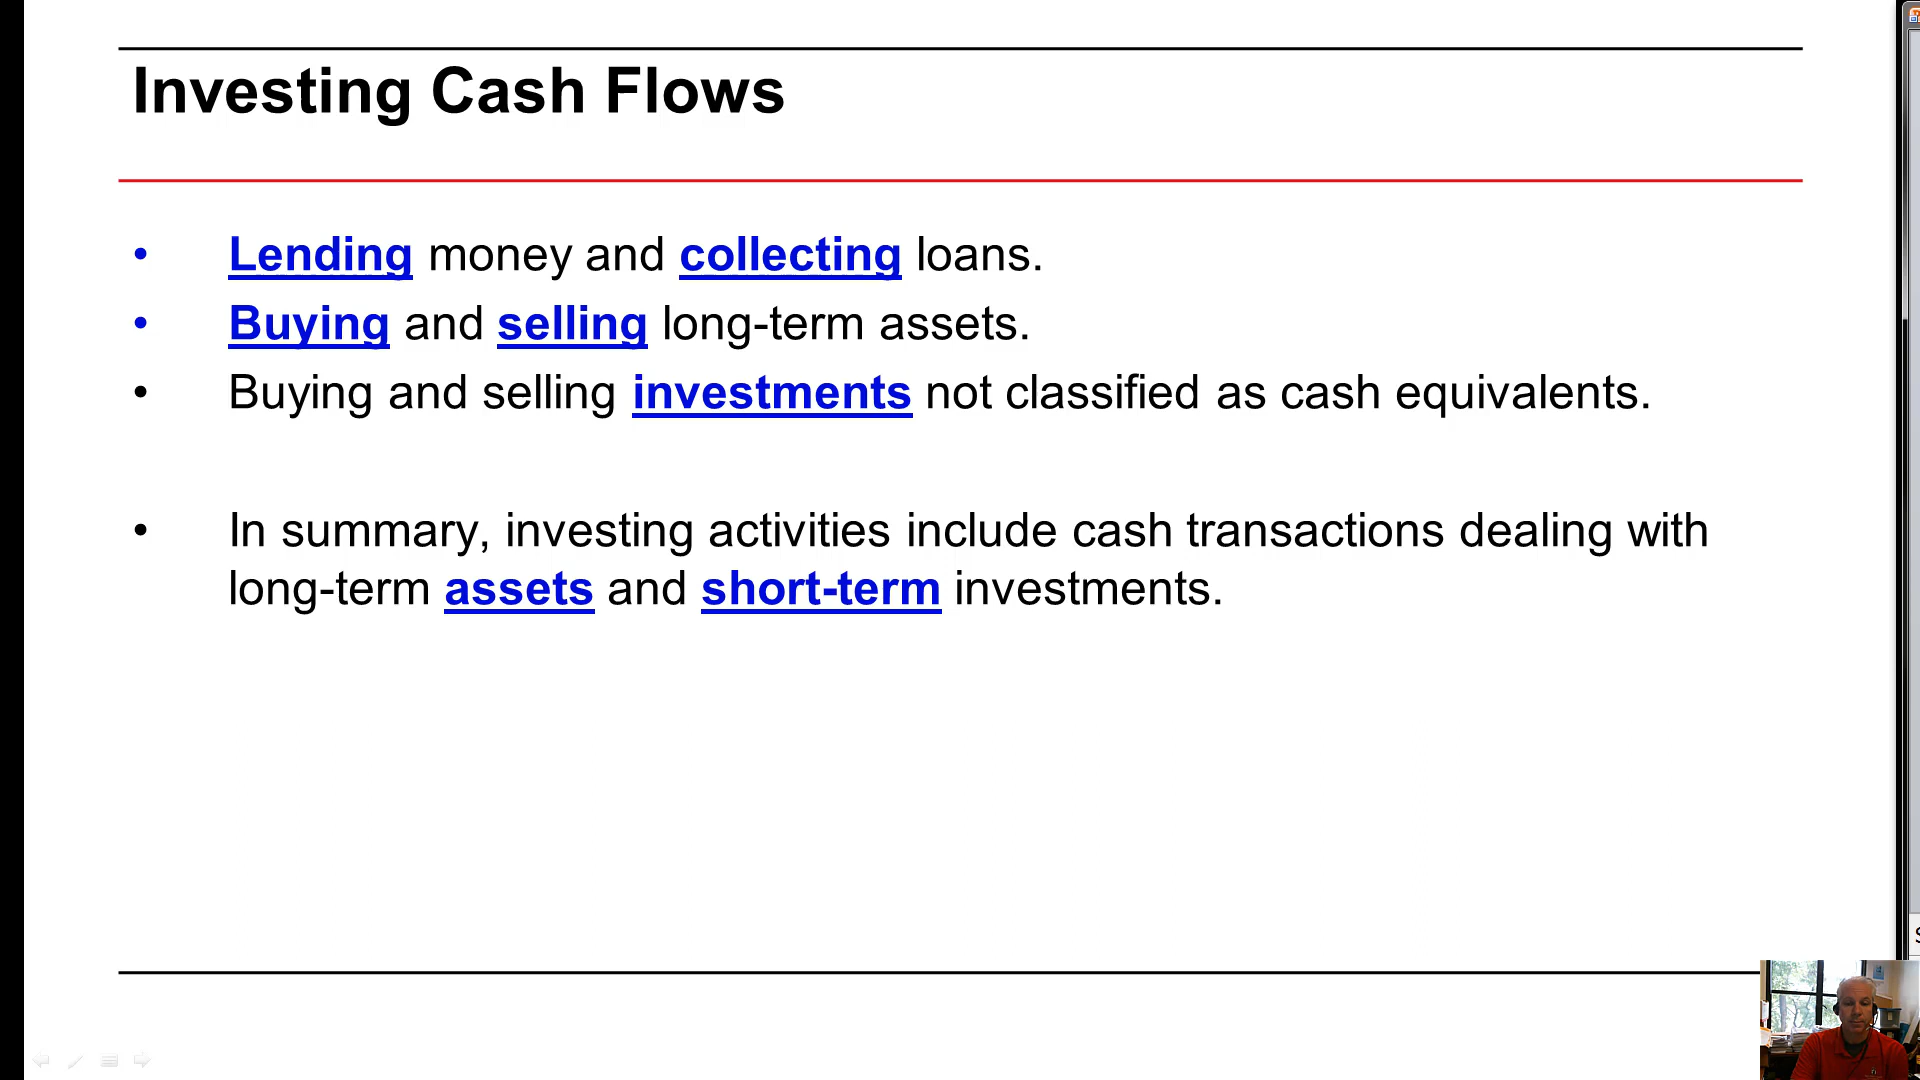 Investing Cash Flows
• Lending money and collecting loans.
• Buying and selling long-term assets.
• Buying and selling investments not classified as cash equivalents.
• In summary, investing activities include cash transactions dealing with
long-term assets and short-term investments.